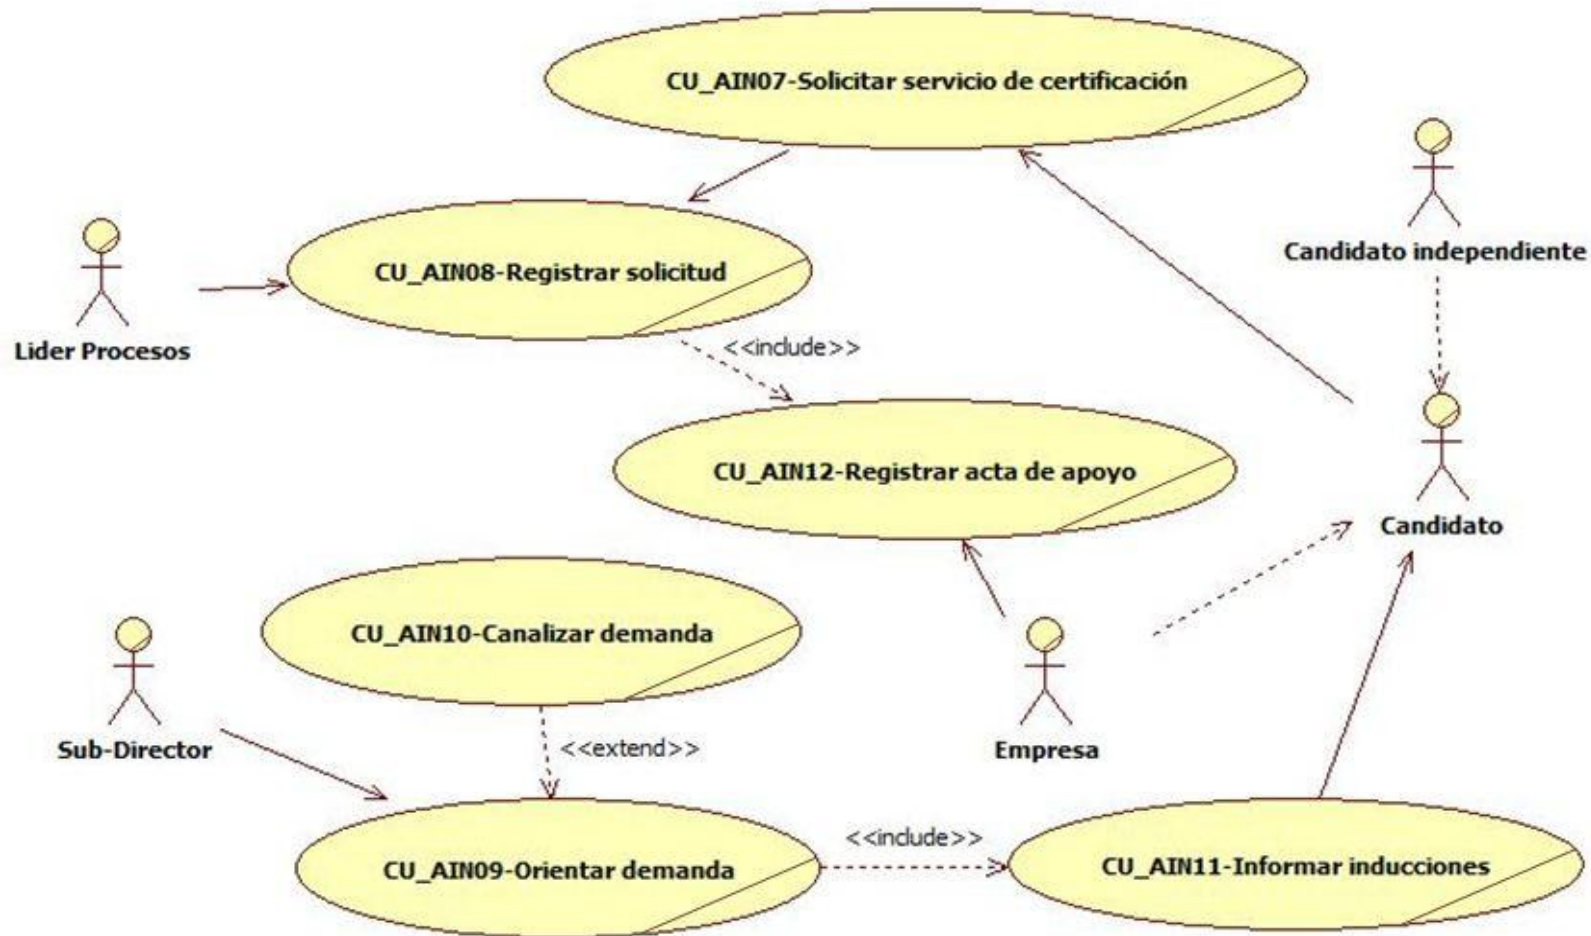 CU_AIN07-Solicitar servicio de certificación
Candidato independiente
CU_AIN08-Registrar solicitud
Lider Procesos
<<include>>
CU_AIN12-Registrar acta de apoyo
Candidato
CU_AIN10-Canalizar demanda
Sub-Director
<<extend>>
Empresa
<<include>>
CU_AIN09-Orientar demanda
CU_AIN11-Informar inducciones